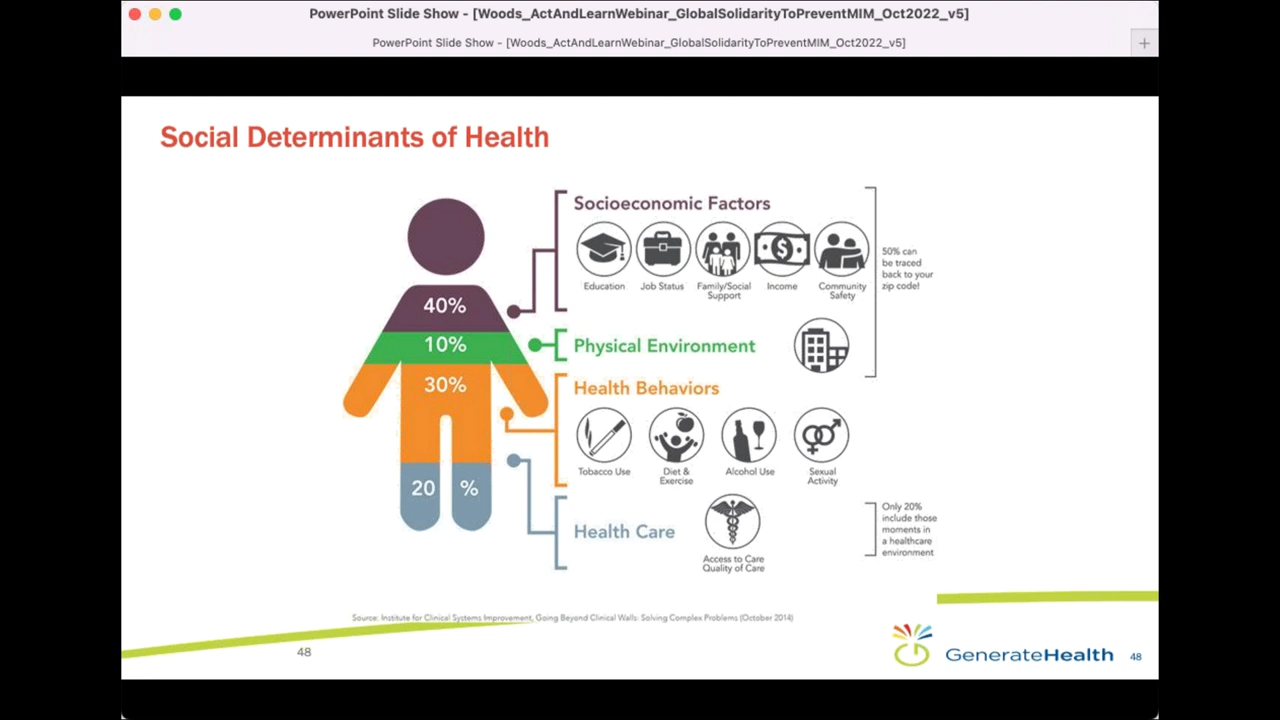 PowerPoint Slide Show - [Woods_ActAndLearnWebinar_GlobalSolidarityToPreventMIM_Oct2022_v5]
PowerPoint Slide Show - [Woods_ActAndLearnWebinar_GlobalSolidarityToPreventMIM_Oct2022_v5]
Social Determinants of Health
40%
10%
30%
20 %
Socioeconomic Factors
Education
Job Status
Family/Social
Support
Income
Community
Safety
50% can
be traced
back to your
zip code!
Physical Environment
Health Behaviors
Tobacco Use
Diet &
Exercise
Alcohol Use
Sexual
Activity
Health Care
Access to Care
Quality of Care
Only 20%
include those
moments in
a healthcare
environment
Source: Institute for Clinical Systems Improvement, Going Beyond Clinical Walls: Solving Complex Problems (October 2014)
48
GenerateHealth
48